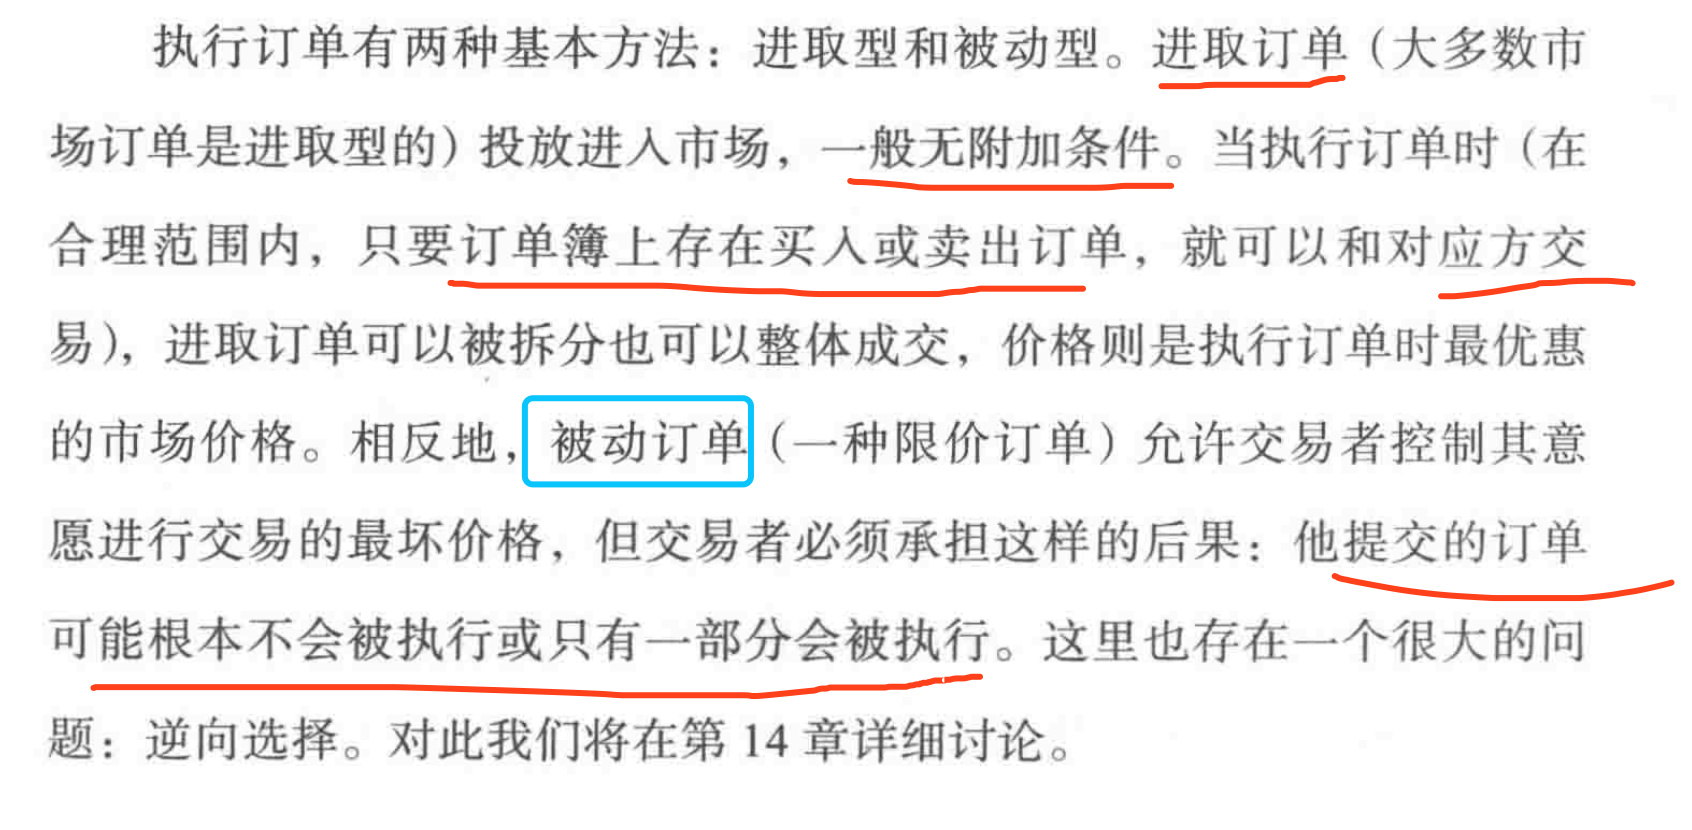 执行订单有两种基本方法：进取型和被动型。进取订单（大多数市
场订单是进取型的）投放进入市场，一般无附加条件。当执行订单时（在
合理范围内，只要订单簿上存在买入或卖出订单，就可以和对应方交
易），进取订单可以被拆分也可以整体成交，价格则是执行订单时最优惠
的市场价格。相反地，被动订单（一种限价订单）允许交易者控制其意
愿进行交易的最坏价格，但交易者必须承担这样的后果：他提交的订单
可能根本不会被执行或只有一部分会被执行。这里也存在一个很大的问
题：逆向选择。对此我们将在第 14 章详细讨论。